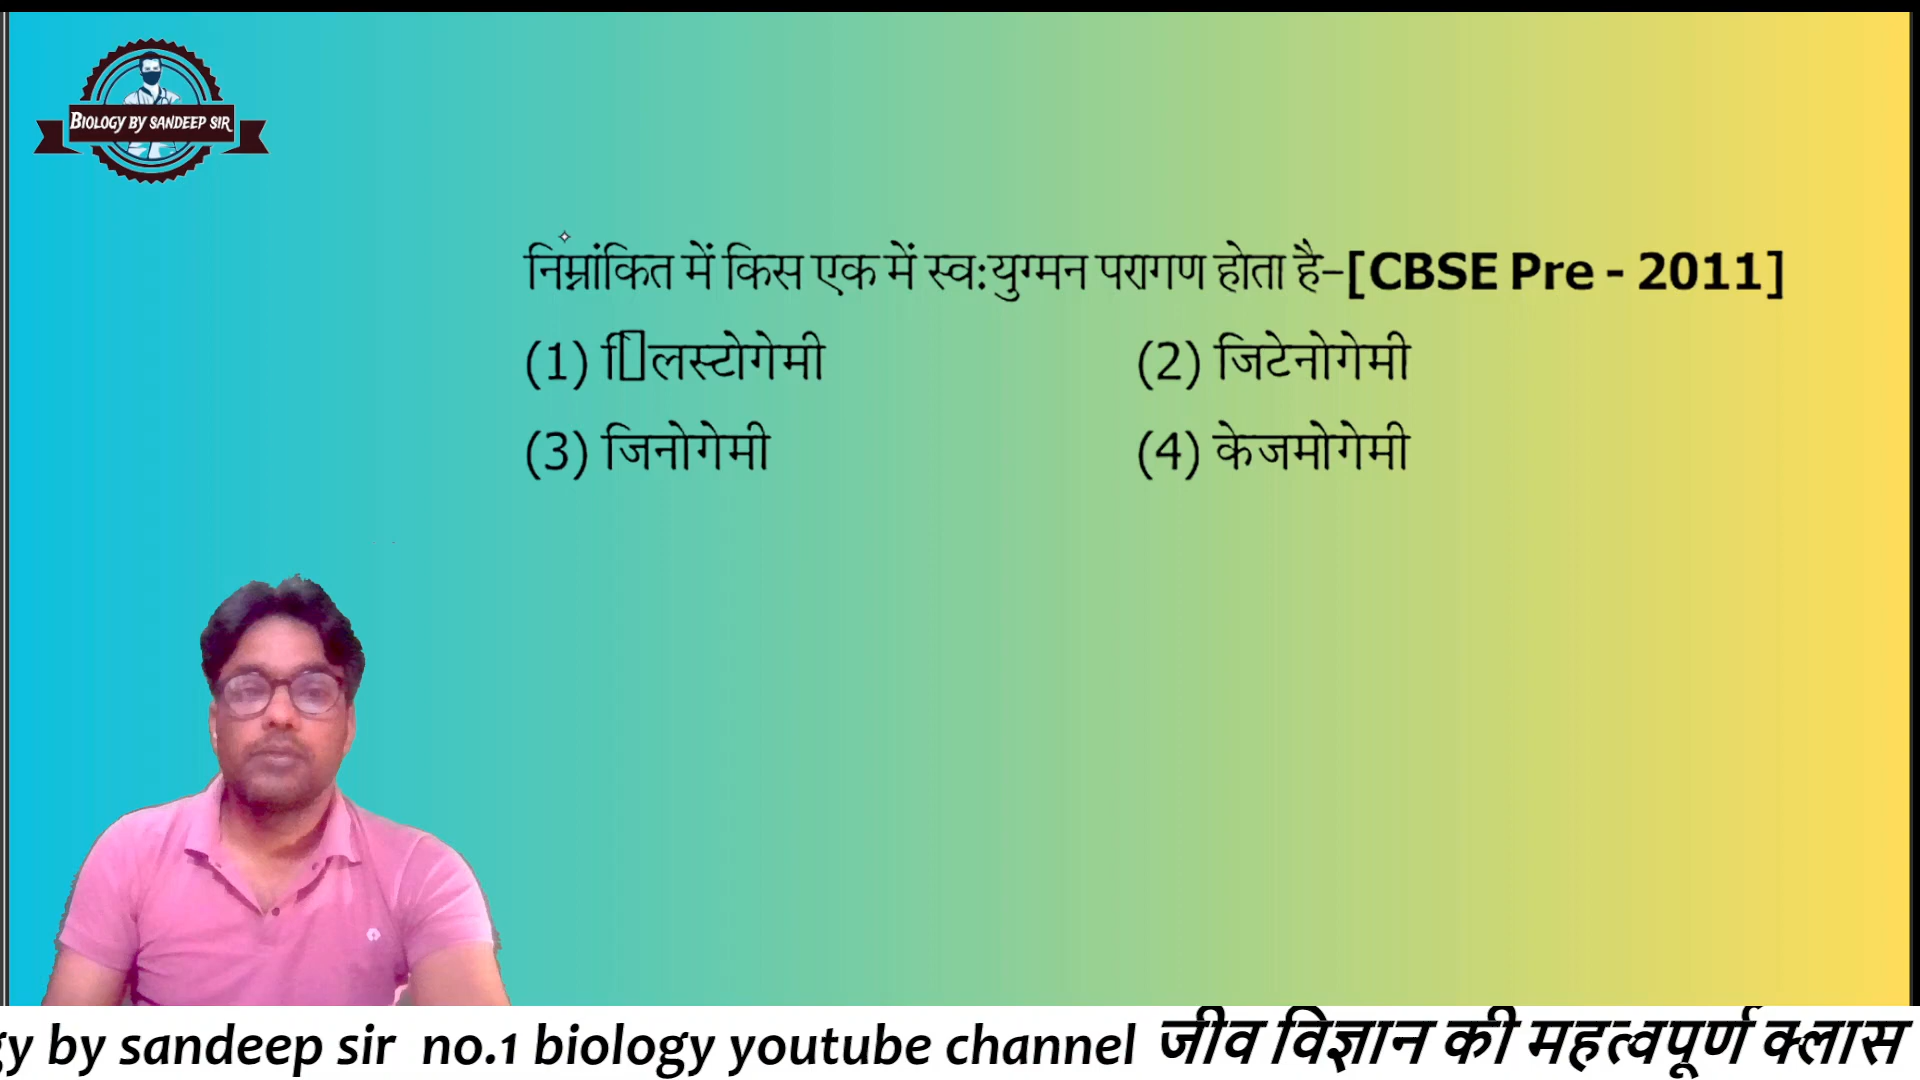 BIOLOGY BY SANDEEP SIR
निम्नांकित में किस एक में स्व:युग्मन परागण होता है-[CBSE Pre - 2011]
(1) ि▯लस्टोगेमी (2) जिटेनोगेमी
(3) जिनोगेमी (4) केजमोगेमी
gy by sandeep sir no.1 biology youtube channel जीव विज्ञान की महत्वपूर्ण क्लास